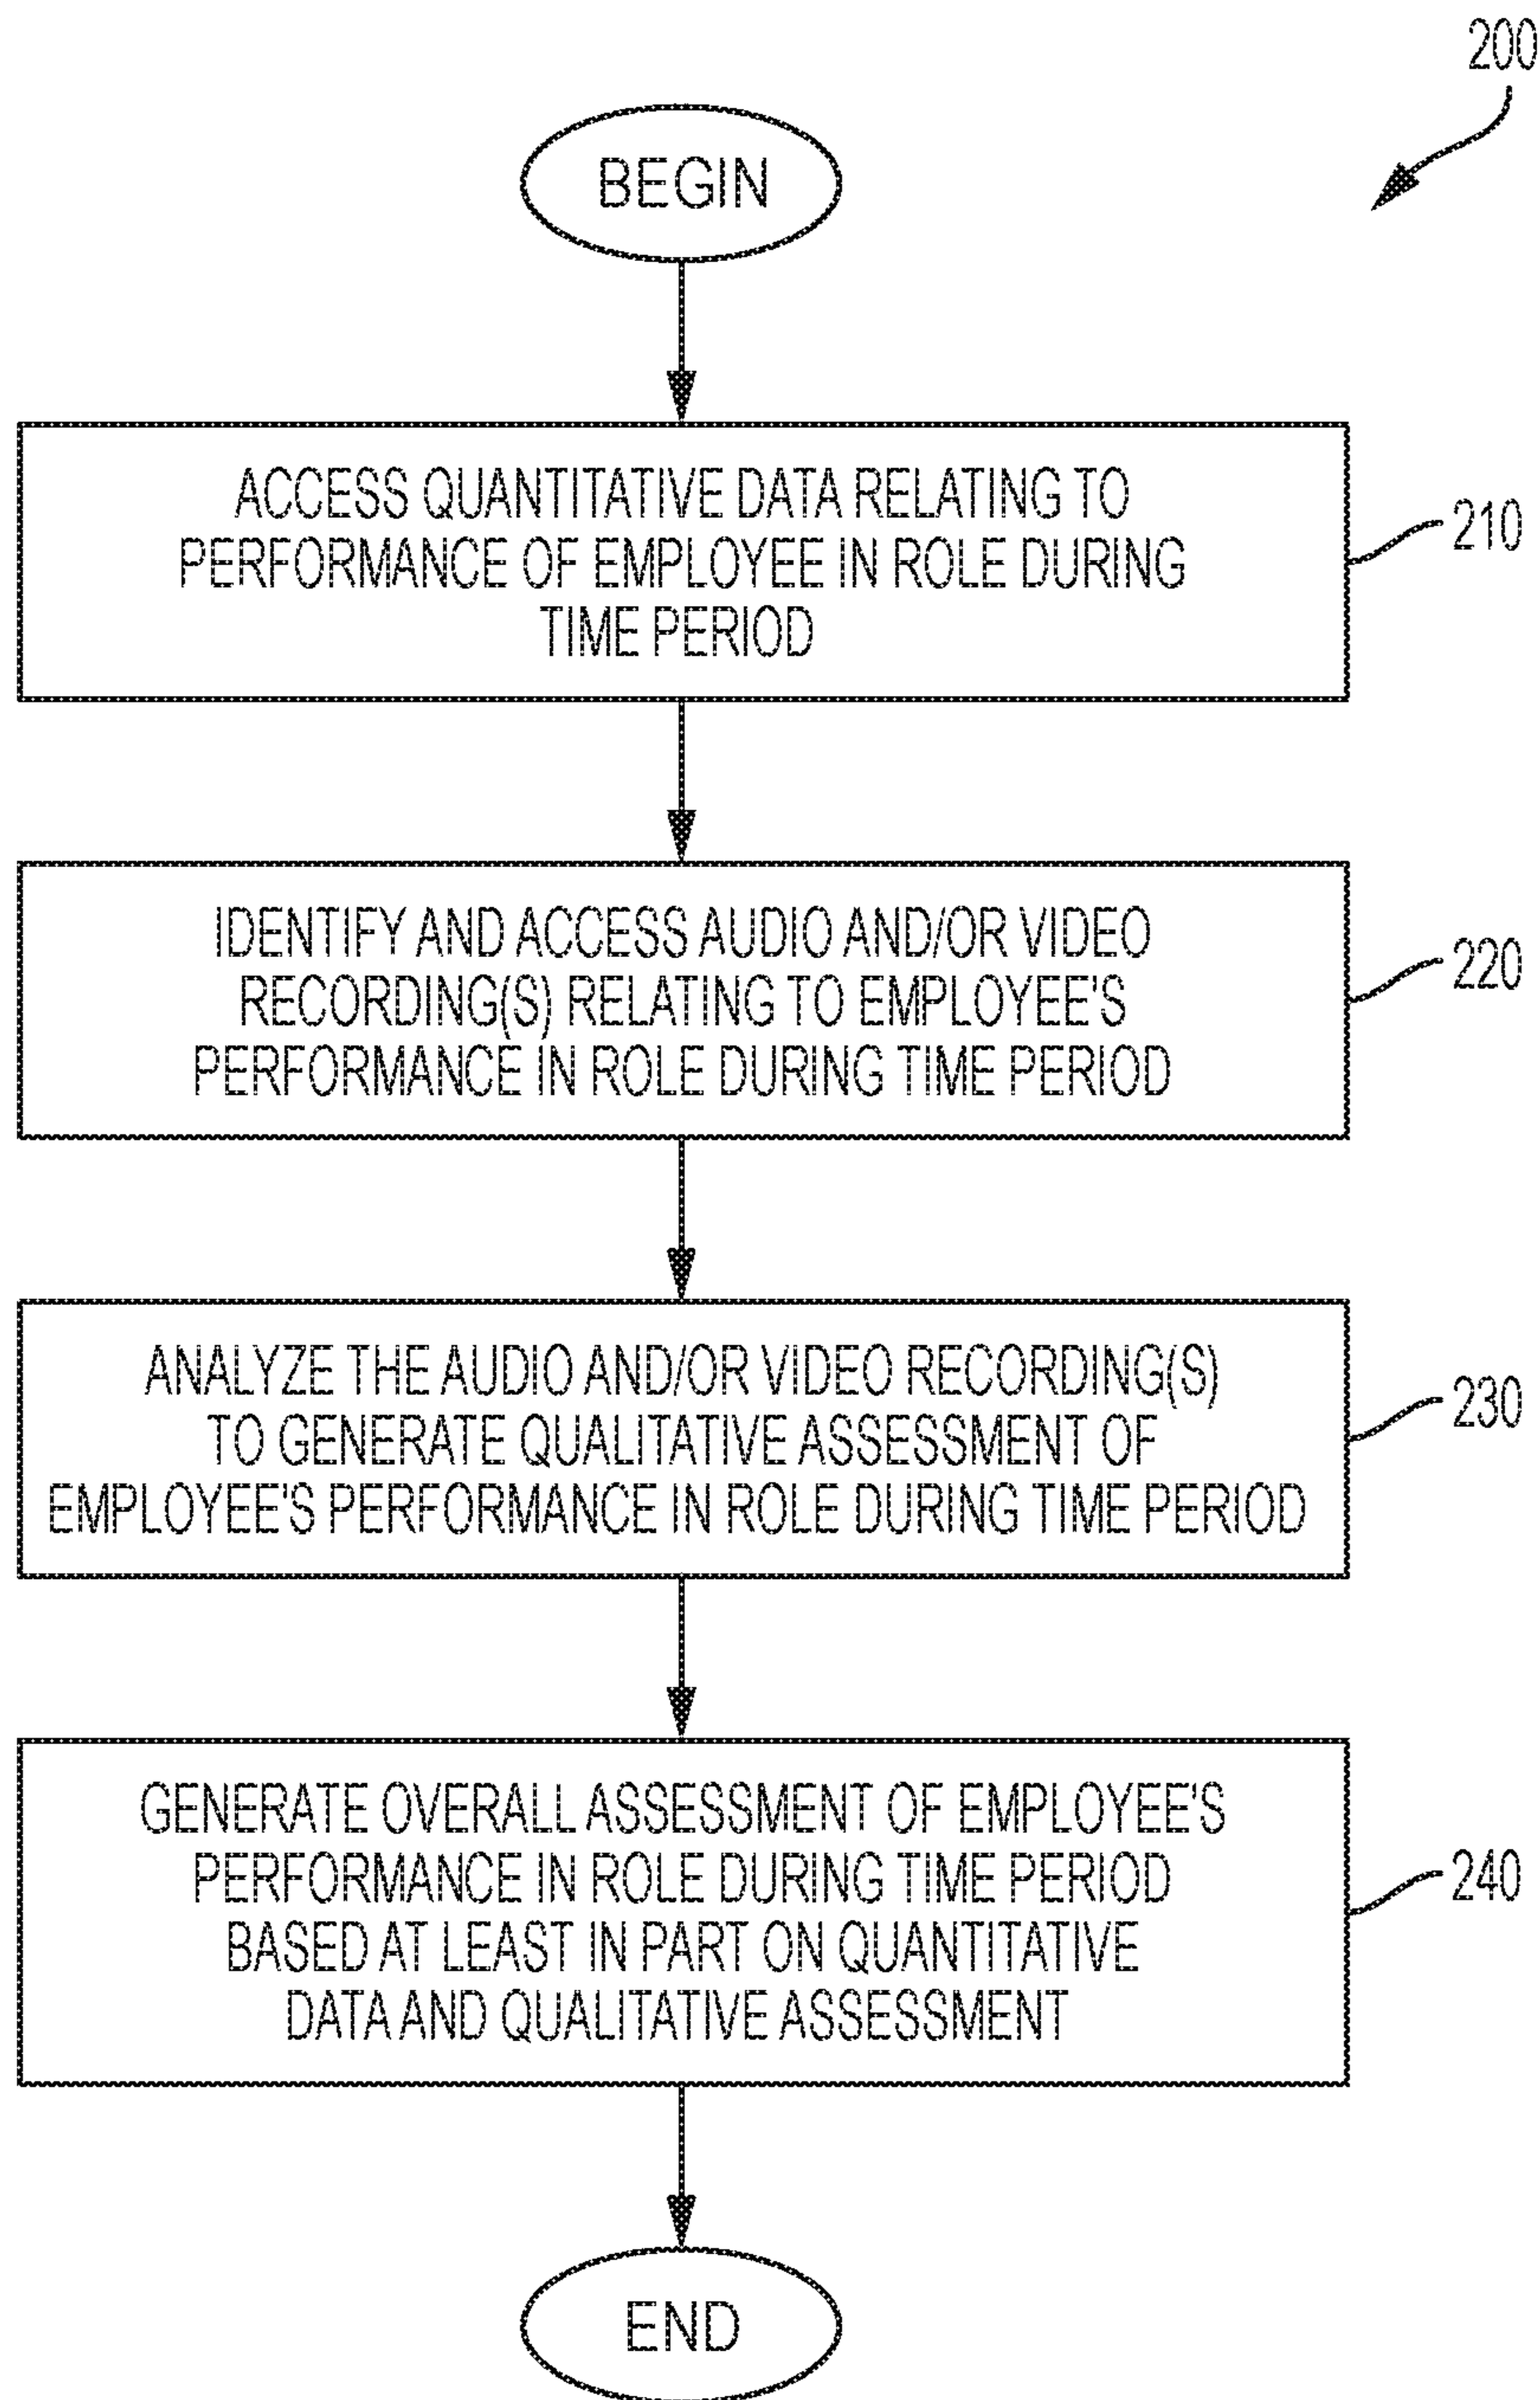 200
BEGIN
ACCESS QUANTITATIVE DATA RELATING TO
PERFORMANCE OF EMPLOYEE IN ROLE DURING
TIME PERIOD
210
IDENTIFY AND ACCESS AUDIO AND/OR VIDEO
RECORDING(S) RELATING TO EMPLOYEE'S
PERFORMANCE IN ROLE DURING TIME PERIOD
220
ANALYZE THE AUDIO AND/OR VIDEO RECORDING(S)
TO GENERATE QUALITATIVE ASSESSMENT OF
EMPLOYEE'S PERFORMANCE IN ROLE DURING TIME PERIOD
230
GENERATE OVERALL ASSESSMENT OF EMPLOYEE'S
PERFORMANCE IN ROLE DURING TIME PERIOD
BASED AT LEAST IN PART ON QUANTITATIVE
DATA AND QUALITATIVE ASSESSMENT
240
END